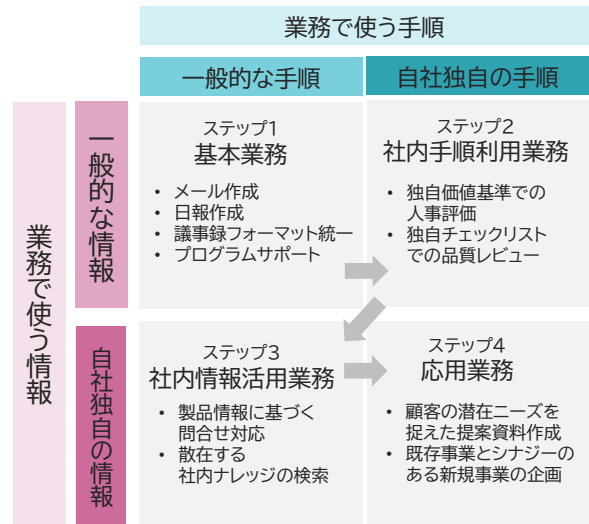 業務で使う手順
一般的な手順
自社独自の手順
業務で使う情報
一般的な情報
ステップ1
基本業務
・ メール作成
・ 日報作成
・ 議事録フォーマット統一
・ プログラムサポート
ステップ2
社内手順利用業務
・ 独自価値基準での
人事評価
・ 独自チェックリスト
での品質レビュー
自社独自の情報
ステップ3
社内情報活用業務
・ 製品情報に基づく
問合せ対応
・ 散在する
社内ナレッジの検索
ステップ4
応用業務
・ 顧客の潜在ニーズを
捉えた提案資料作成
・ 既存事業とシナジーの
ある新規事業の企画